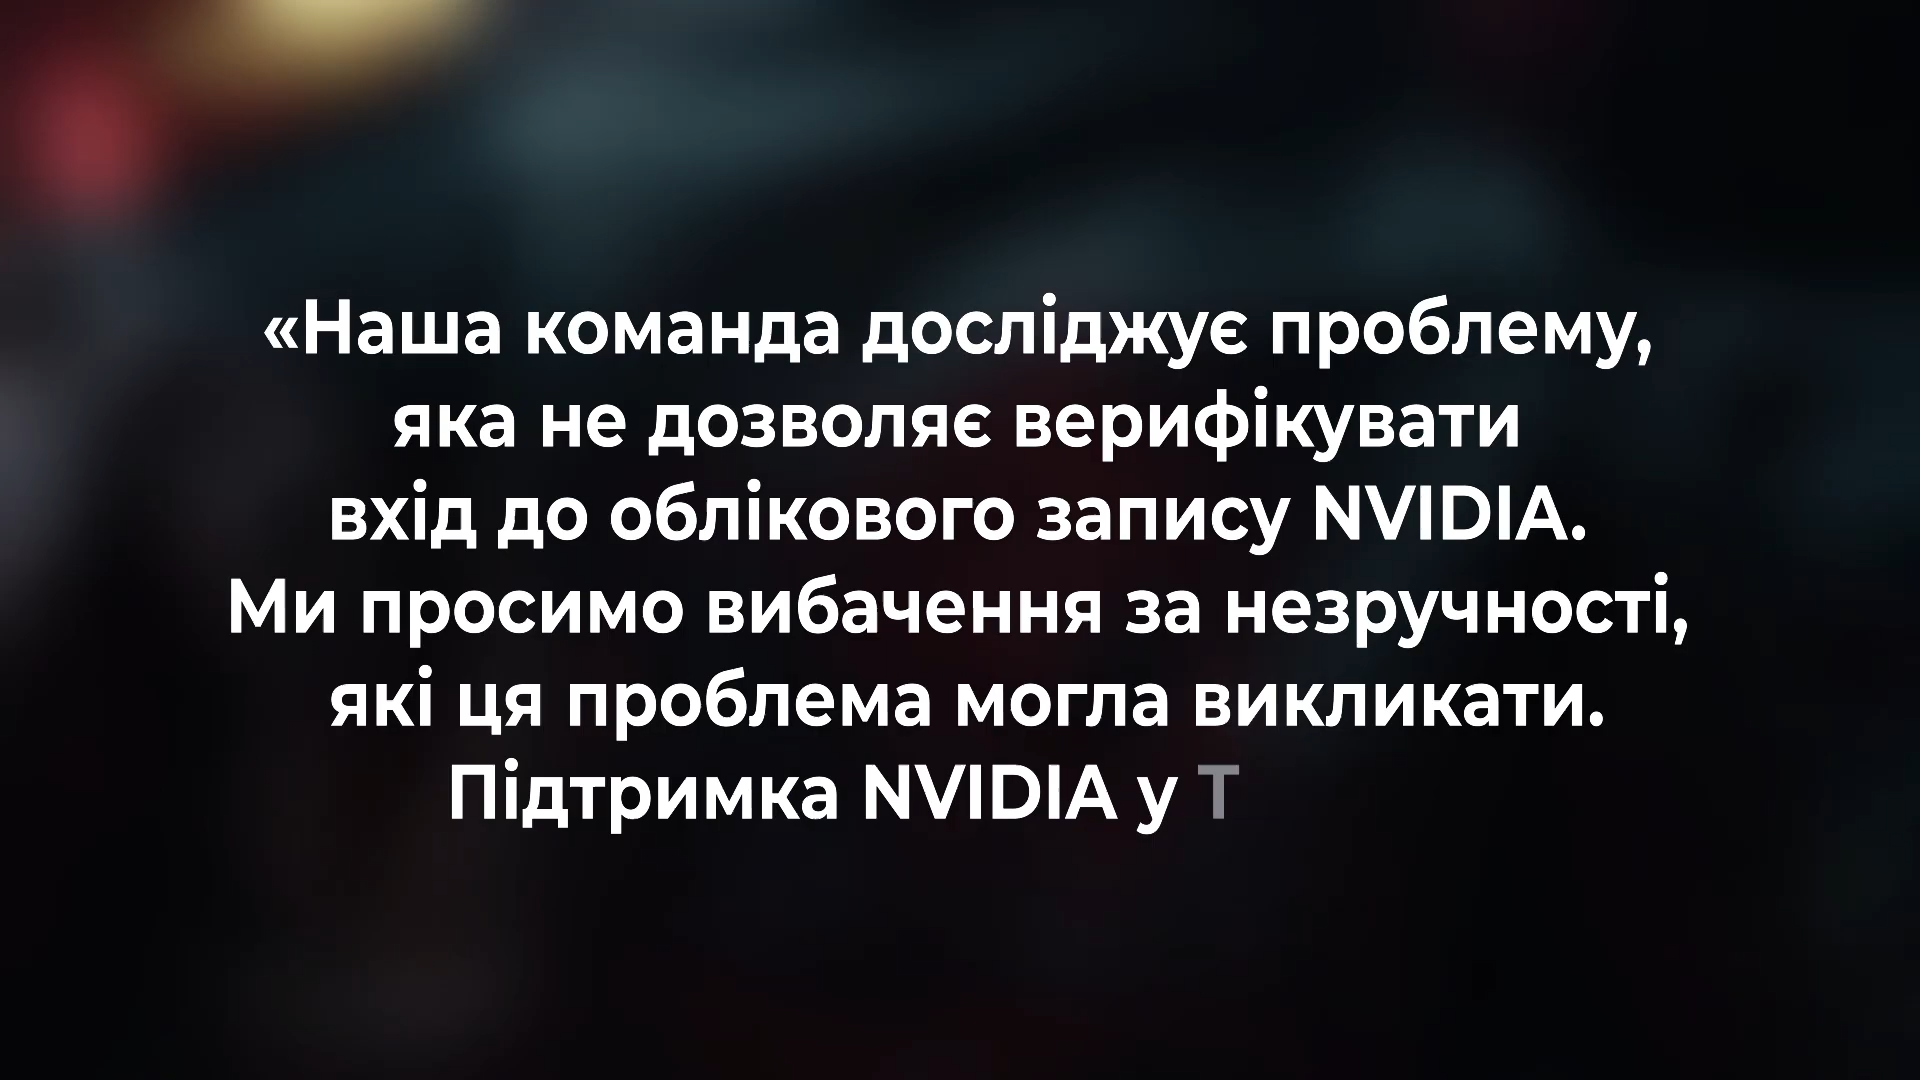 «Наша команда досліджує проблему,
яка не дозволяє верифікувати
вхід до облікового запису NVIDIA.
Ми просимо вибачення за незручності,
які ця проблема могла викликати.
Підтримка NVIDIA у Т